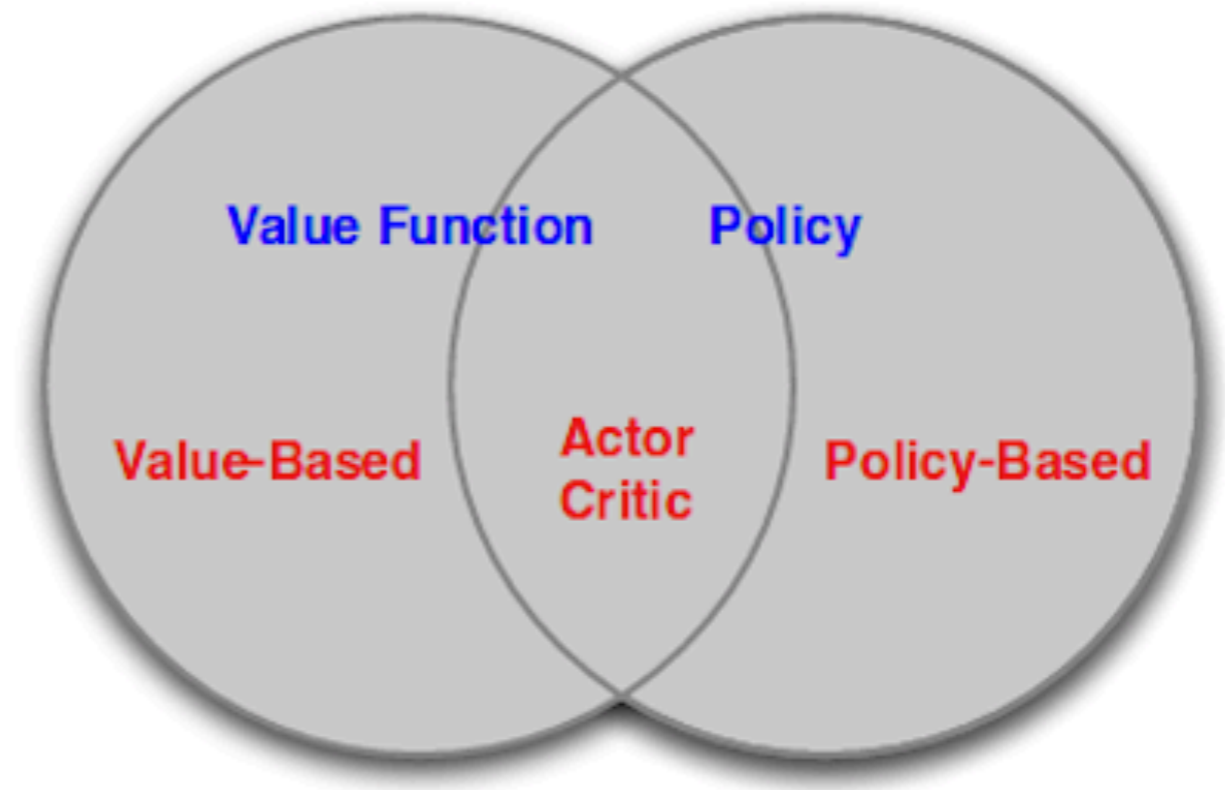 Value Function
Policy
Value-Based
Actor
Critic
Policy-Based